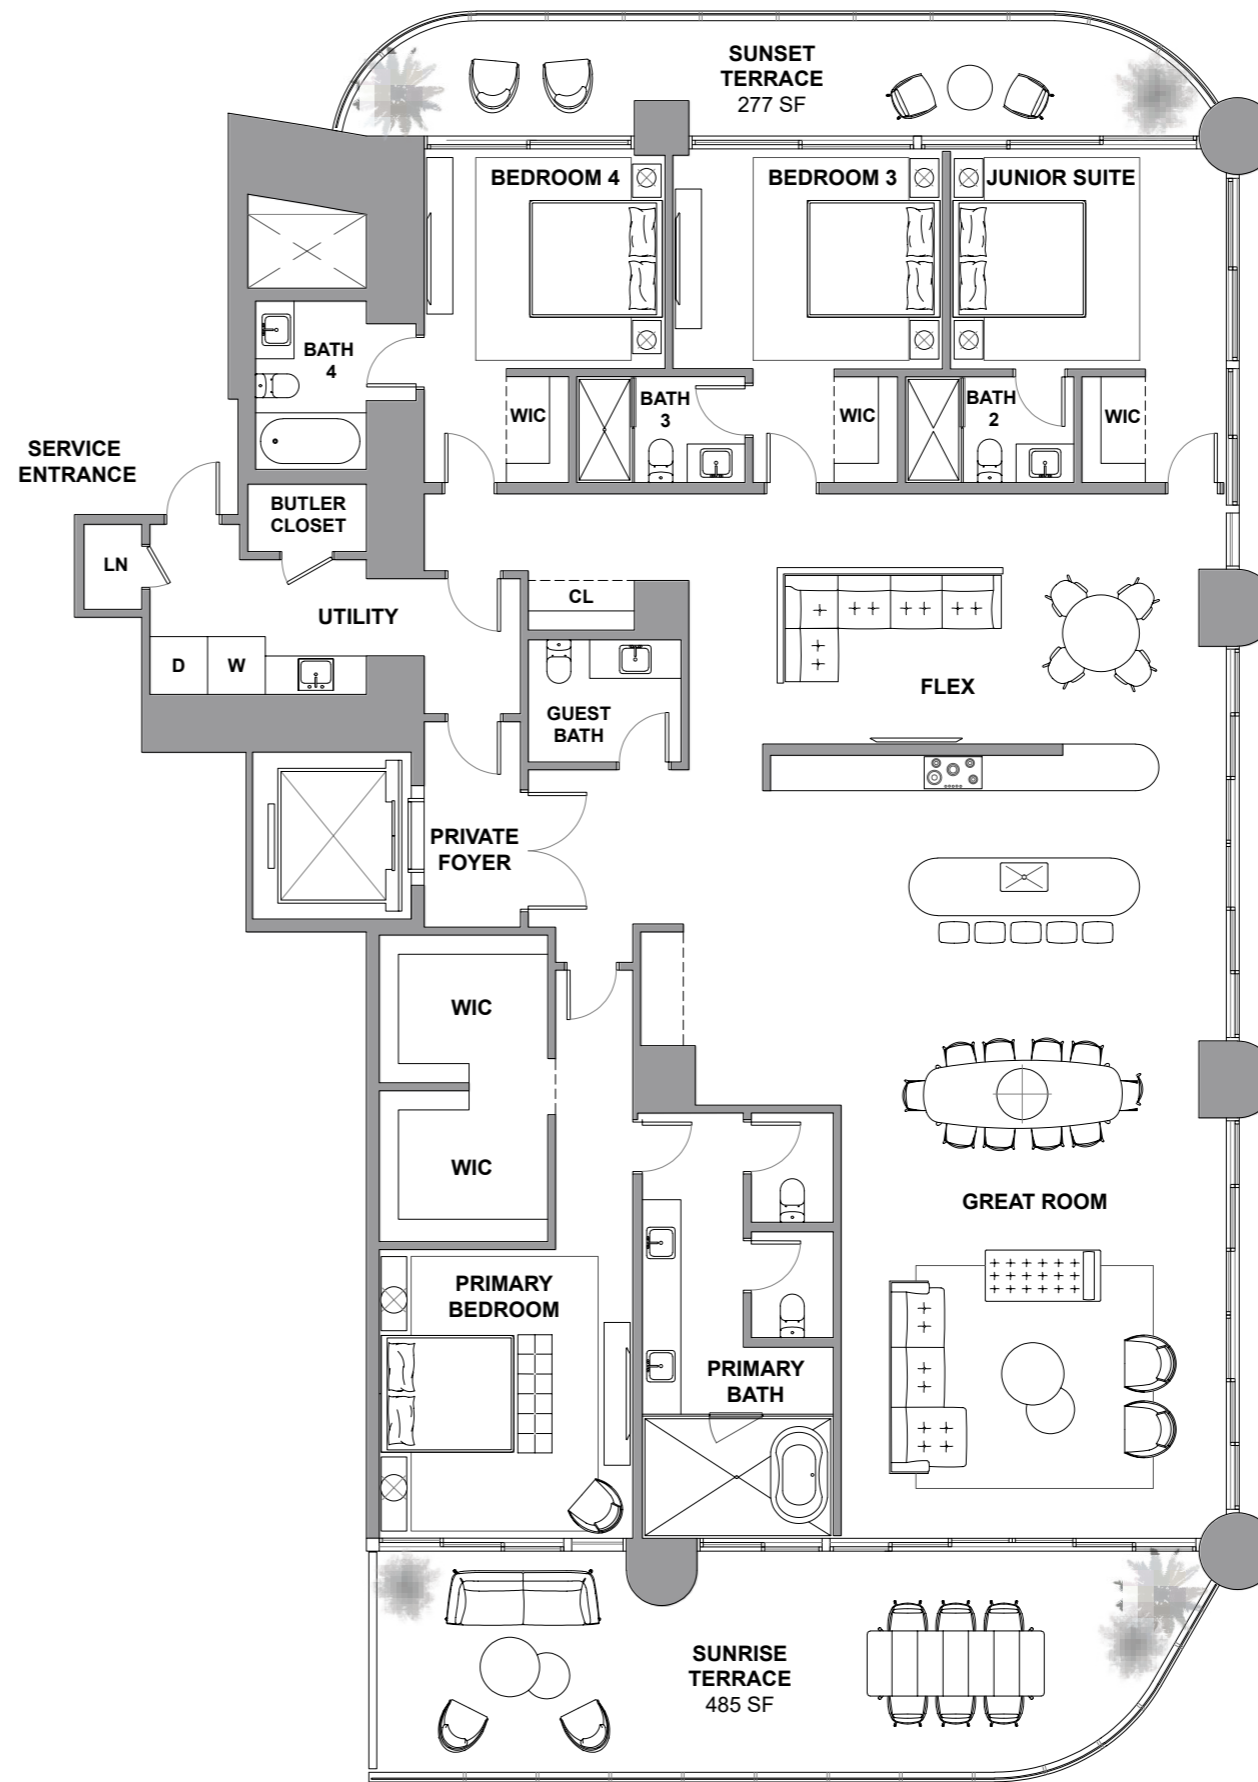 SUNSET
TERRACE
277 SF
BEDROOM 4
BEDROOM 3
JUNIOR SUITE
BATH
4
WIC
BATH
3
WIC
BATH
2
WIC
SERVICE
ENTRANCE
BUTLER
CLOSET
LN
UTILITY
CL
D
W
FLEX
GUEST
BATH
PRIVATE
FOYER
WIC
WIC
GREAT ROOM
PRIMARY
BEDROOM
PRIMARY
BATH
SUNRISE
TERRACE
485 SF